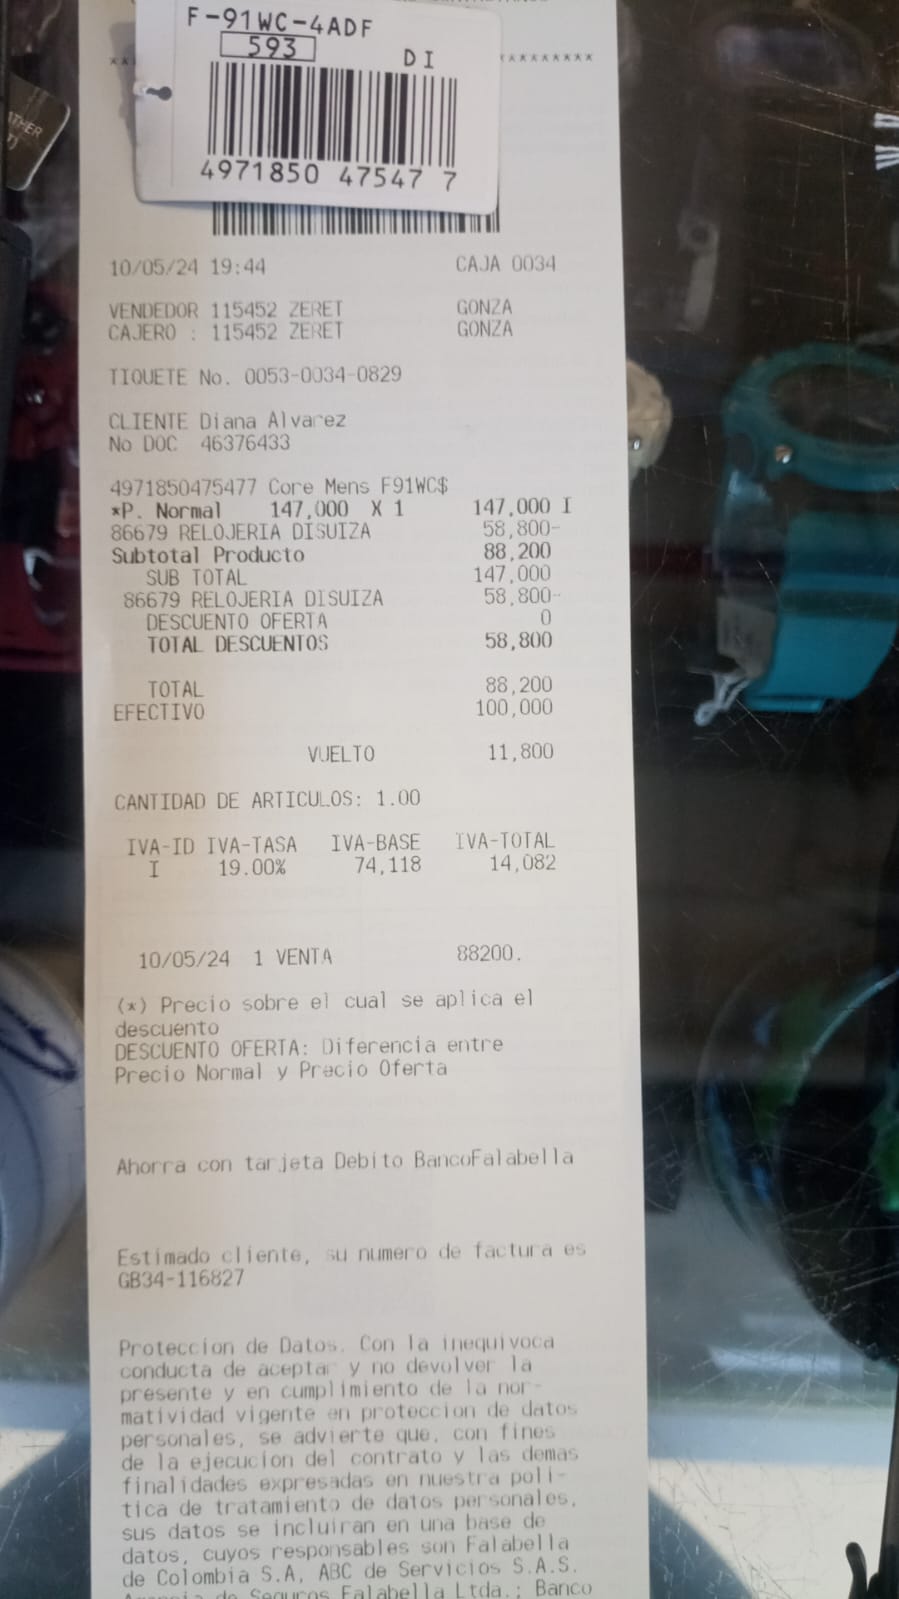 F-91WC-4ADF
593
DI
4971850 47547 7
10/05/24 19:44 CAJA 0034
VENDEDOR 115452 ZERET GONZA
CAJERO : 115452 ZERET GONZA
TIQUETE No. 0053-0034-0829
CLIENTE Diana Alvarez
No DOC 46376433
4971850475477 Core Mens F91WC$
*P. Normal 147,000 X 1 147,000 I
86679 RELOJERIA DISUIZA 58,800-
Subtotal Producto 88,200
SUB TOTAL 147,000
86679 RELOJERIA DISUIZA 58,800-
DESCUENTO OFERTA 0
TOTAL DESCUENTOS 58,800
TOTAL 88,200
EFECTIVO 100,000
VUELTO 11,800
CANTIDAD DE ARTICULOS: 1.00
IVA-ID IVA-TASA IVA-BASE IVA-TOTAL
I 19.00% 74,118 14,082
10/05/24 1 VENTA 88200.
(*) Precio sobre el cual se aplica el
descuento
DESCUENTO OFERTA: Diferencia entre
Precio Normal y Precio Oferta
Ahorra con tarjeta Debito BancoFalabella
Estimado cliente, su numero de factura es
GB34-116827
Proteccion de Datos. Con la inequivoca
conducta de aceptar y no devolver la
presente y en cumplimiento de la nor-
matividad vigente en proteccion de datos
personales, se advierte que, con fines
de la ejecucion del contrato y las demas
finalidades expresadas en nuestra poli-
tica de tratamiento de datos personales,
sus datos se incluiran en una base de
datos, cuyos responsables son Falabella
de Colombia S.A, ABC de Servicios S.A.S.
de Seguros Falabella Ltda.; Banco